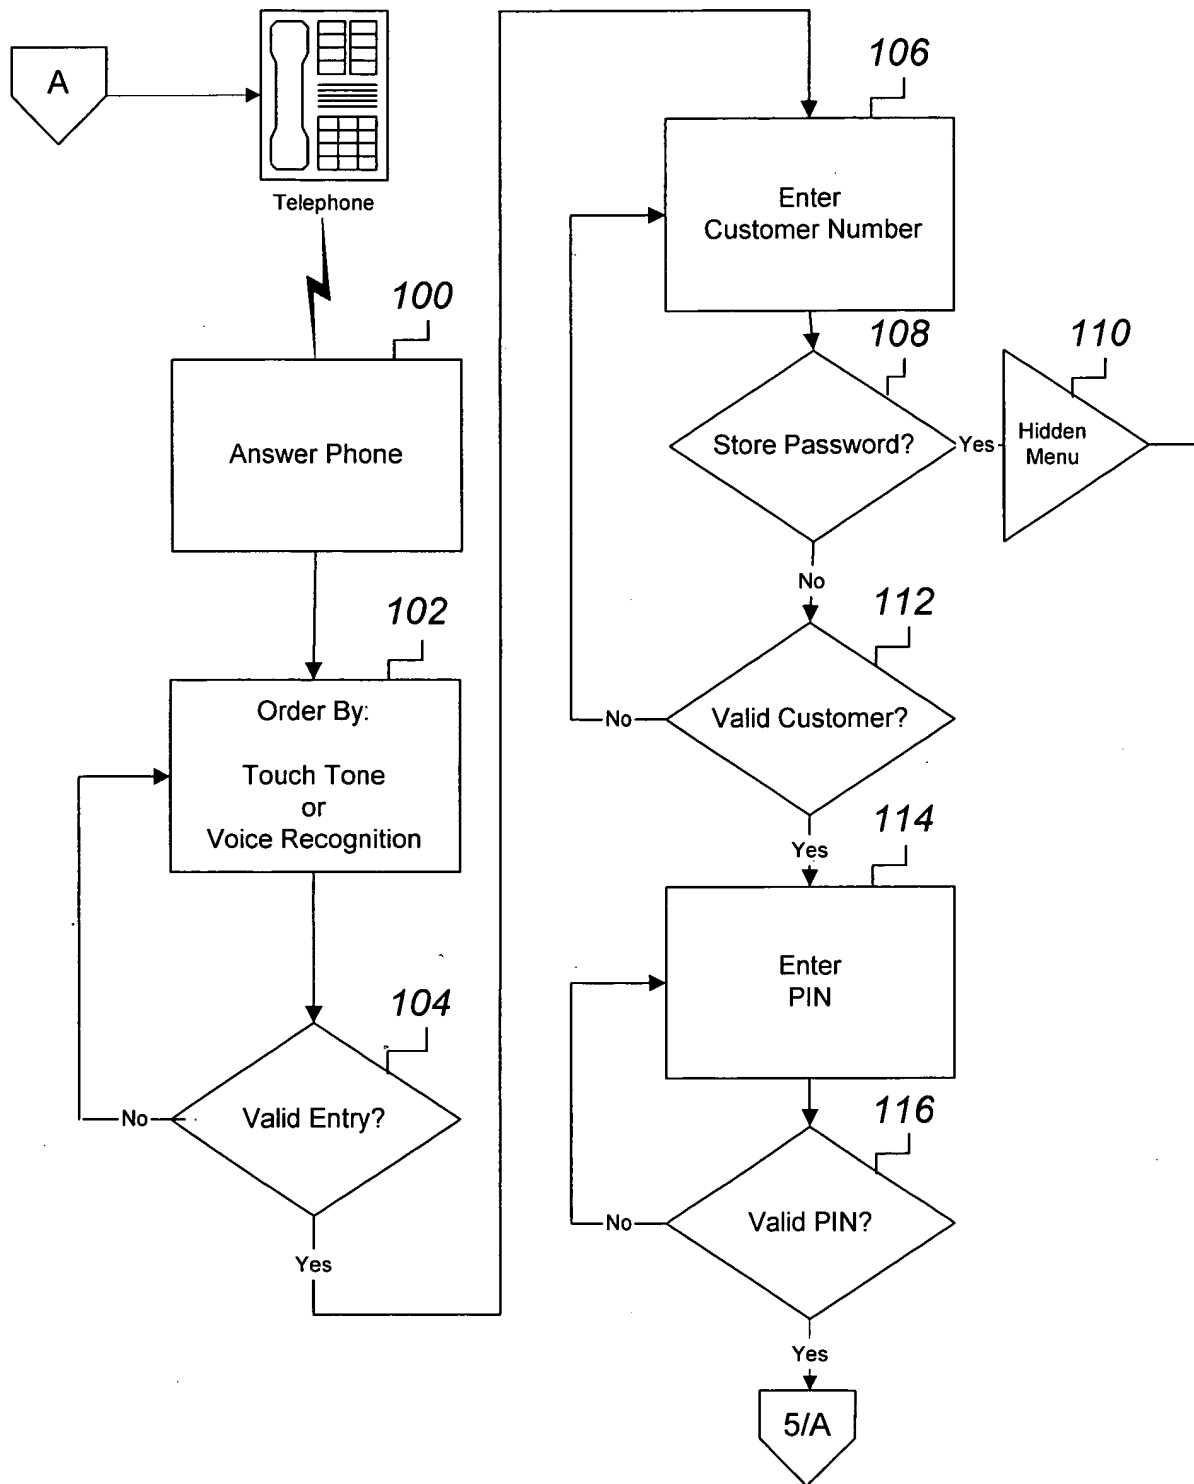 A
Telephone
100
Answer Phone
102
Order By:
Touch Tone
or
Voice Recognition
104
Valid Entry?
No
Yes
106
Enter
Customer Number
108
Store Password?
Yes
110
Hidden
Menu
No
112
Valid Customer?
No
Yes
114
Enter
PIN
116
Valid PIN?
No
Yes
5/A